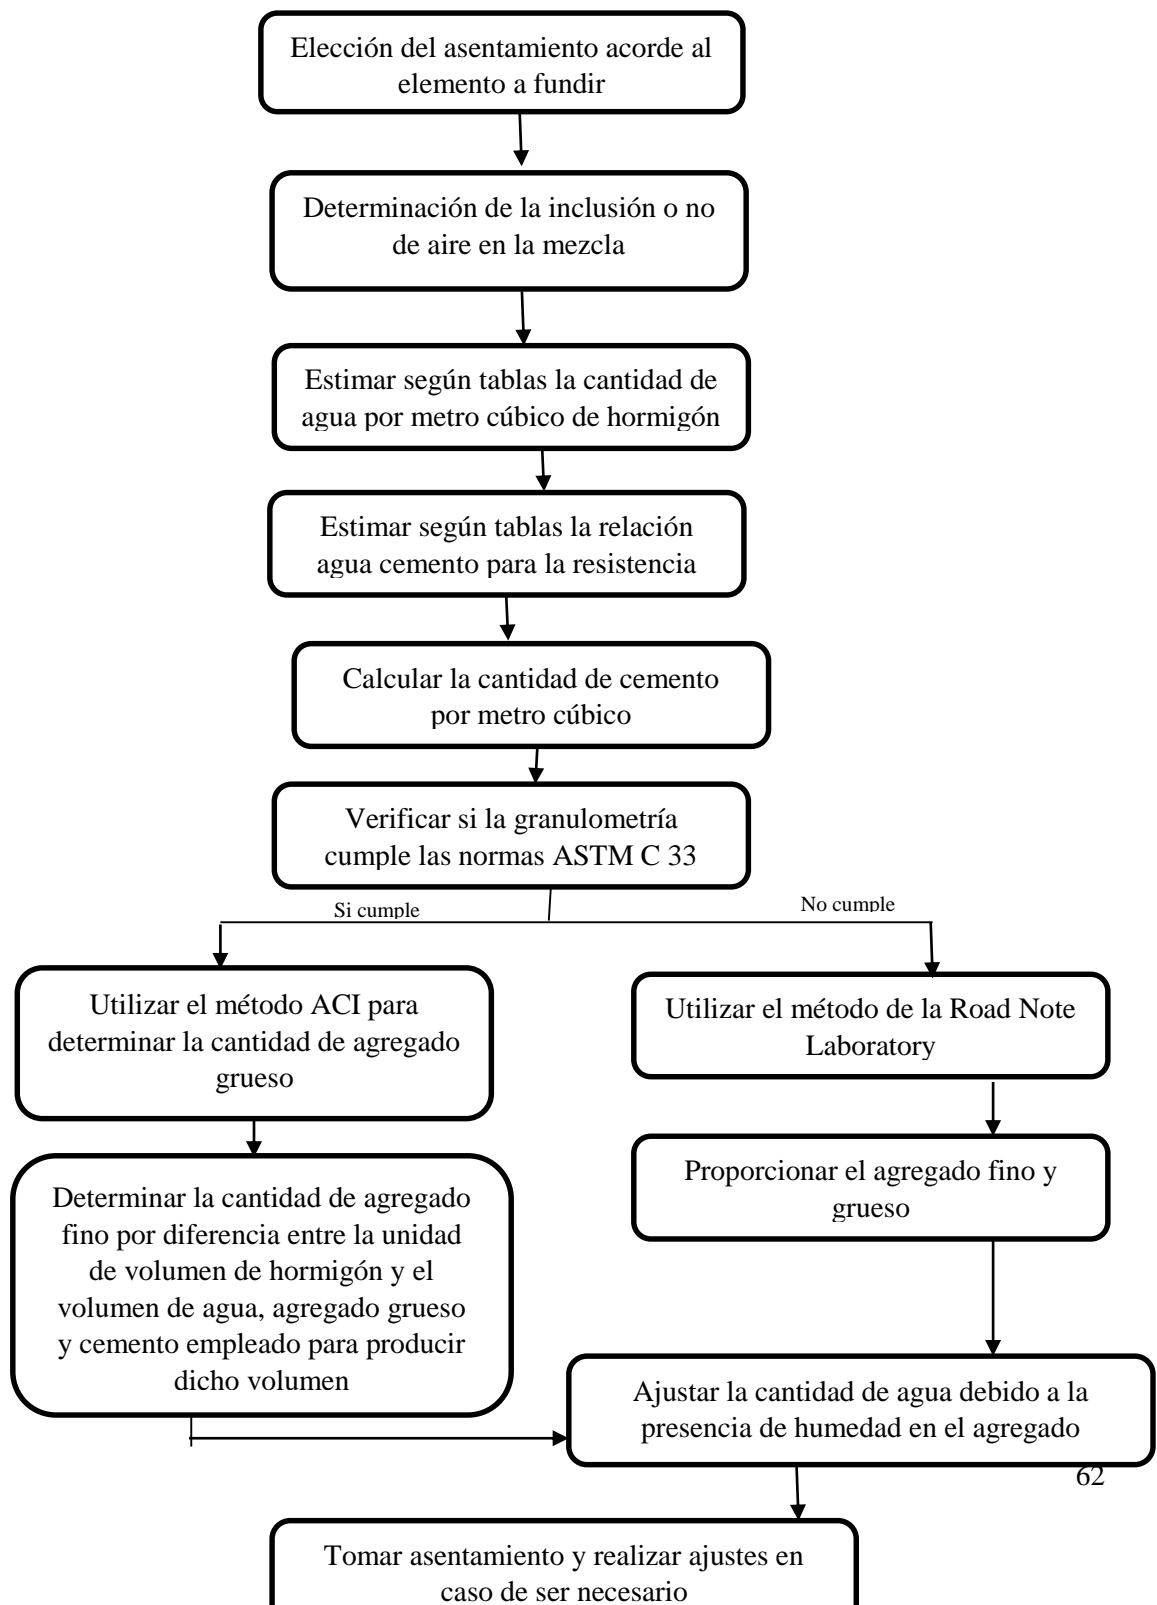 Elección del asentamiento acorde al
elemento a fundir
Determinación de la inclusión o no
de aire en la mezcla
Estimar según tablas la cantidad de
agua por metro cúbico de hormigón
Estimar según tablas la relación
agua cemento para la resistencia
Calcular la cantidad de cemento
por metro cúbico
Verificar si la granulometría
cumple las normas ASTM C 33
Si cumple
No cumple
Utilizar el método ACI para
determinar la cantidad de agregado
grueso
Utilizar el método de la Road Note
Laboratory
Determinar la cantidad de agregado
fino por diferencia entre la unidad
de volumen de hormigón y el
volumen de agua, agregado grueso
y cemento empleado para producir
dicho volumen
Proporcionar el agregado fino y
grueso
Ajustar la cantidad de agua debido a la
presencia de humedad en el agregado
62
Tomar asentamiento y realizar ajustes en
caso de ser necesario